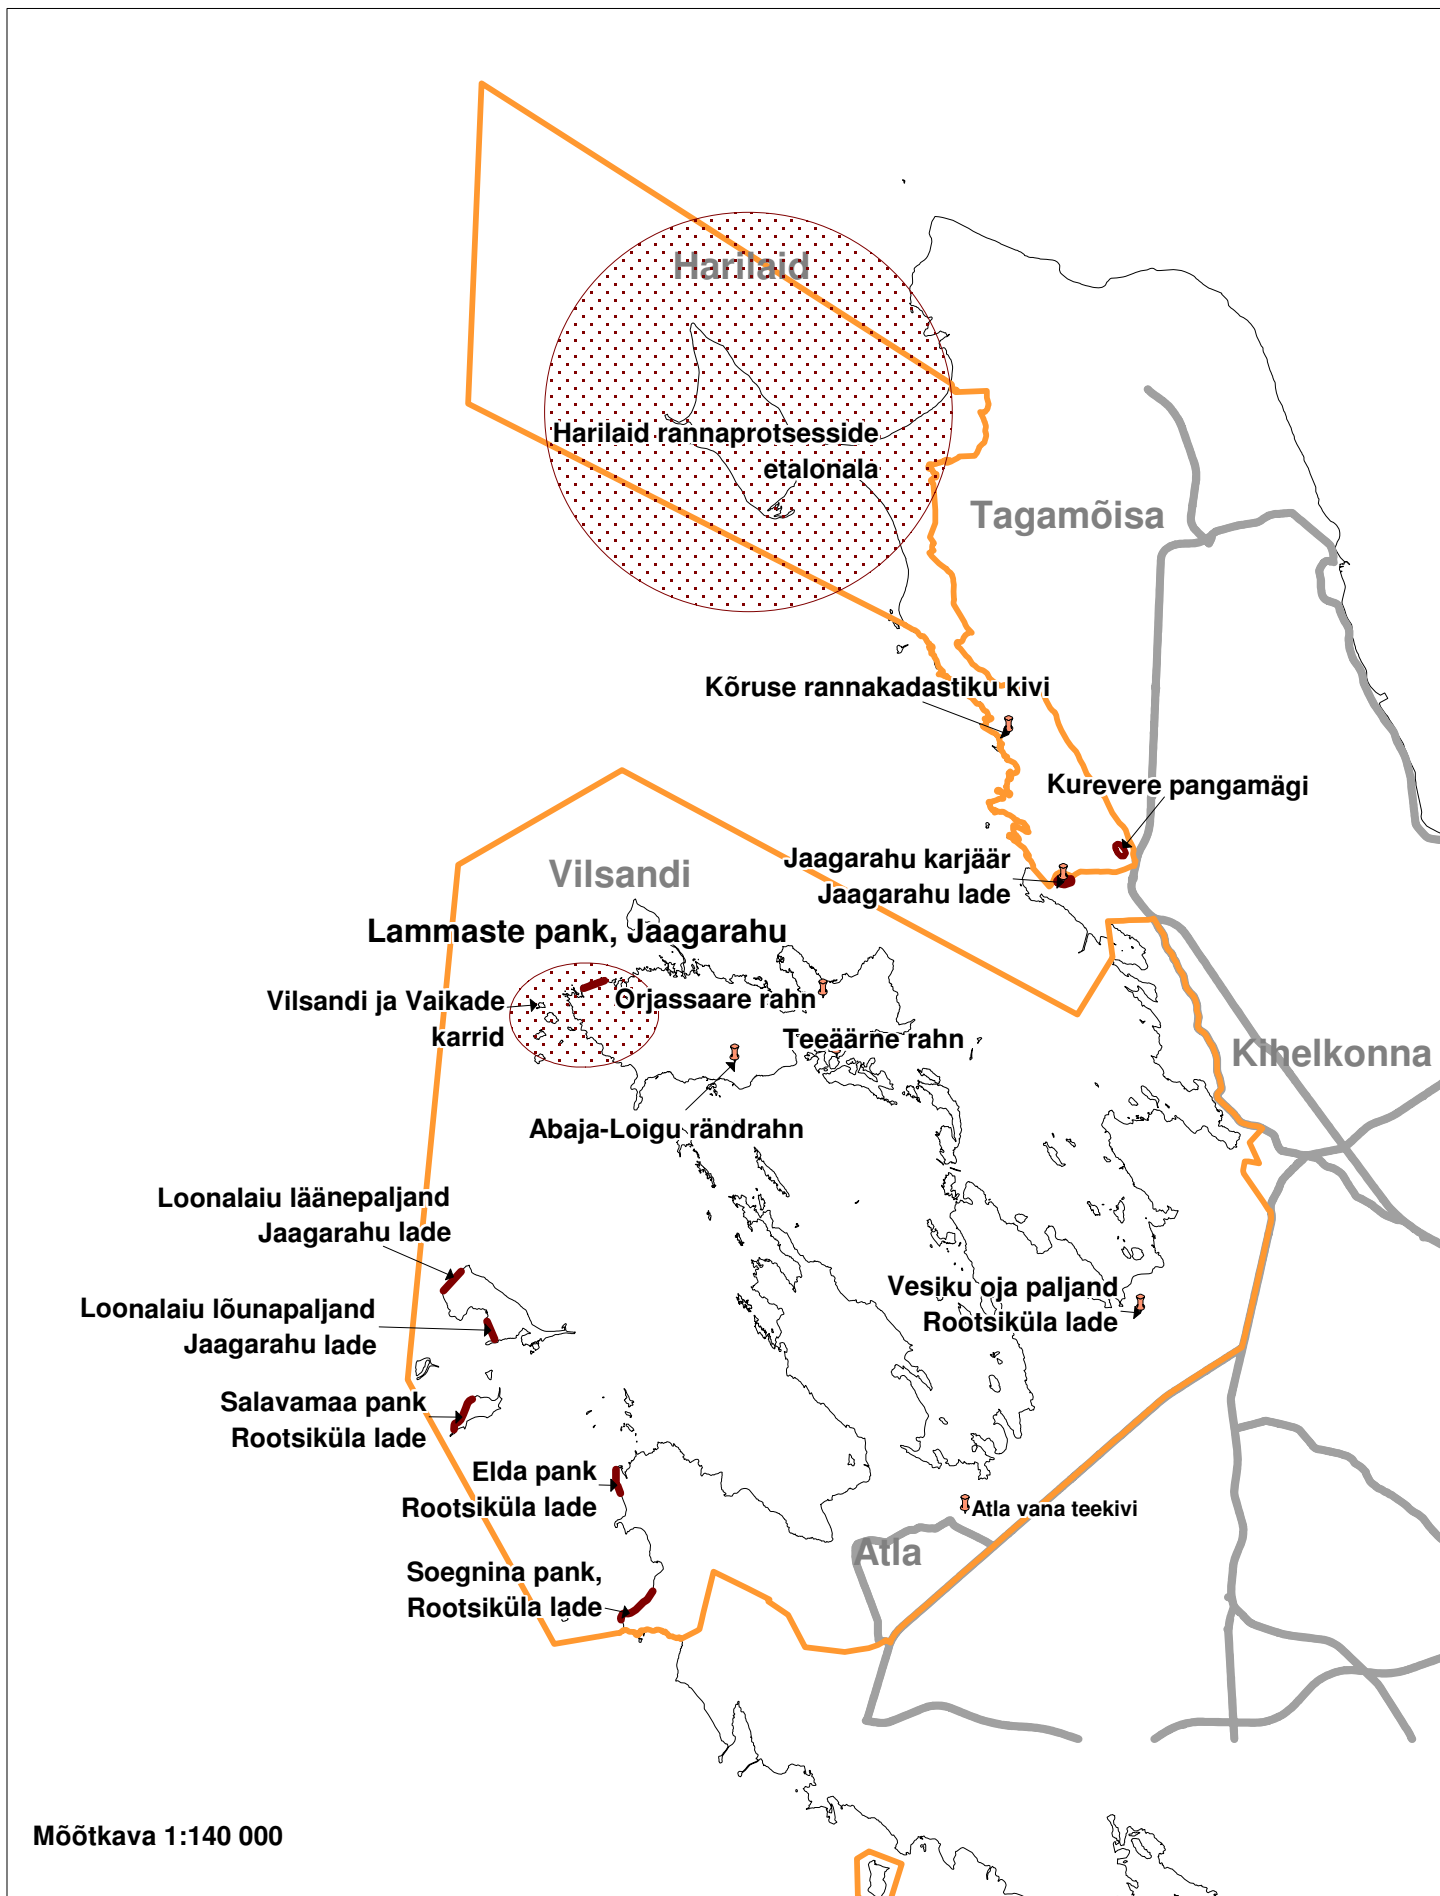 Harilaid
Harilaid rannaprotsesside
etalonala
Tagamõisa
Kõruse rannakadastiku kivi
Kurevere pangamägi
Jaagarahu karjäär
Jaagarahu lade
Vilsandi
Lammaste pank, Jaagarahu
Vilsandi ja Vaikade
karrid
Orjassaare rahn
Teeäärne rahn
Kihelkonna
Abaja-Loigu rändrahn
Loonalaiu läänepaljand
Jaagarahu lade
Vesiku oja paljand
Rootsiküla lade
Loonalaiu lõunapaljand
Jaagarahu lade
Salavamaa pank
Rootsiküla lade
Elda pank
Rootsiküla lade
Atla vana teekivi
Atla
Soegnina pank,
Rootsiküla lade
Mõõtkava 1:140 000